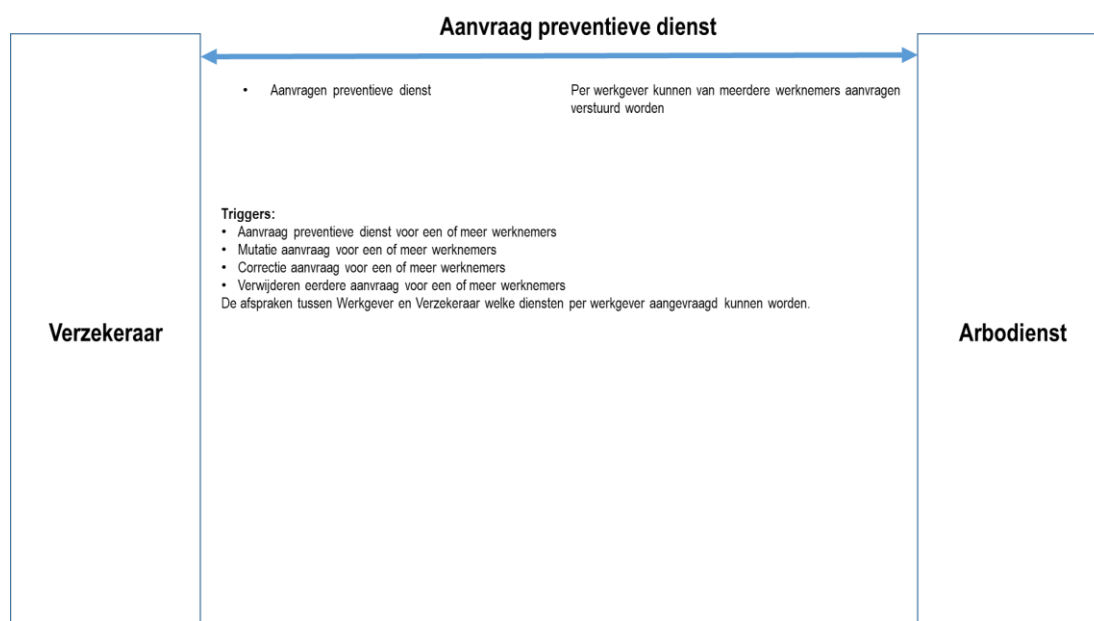 Aanvraag preventieve dienst
• Aanvragen preventieve dienst
Per werkgever kunnen van meerdere werknemers aanvragen
verstuurd worden
Triggers:
• Aanvraag preventieve dienst voor een of meer werknemers
• Mutatie aanvraag voor een of meer werknemers
• Correctie aanvraag voor een of meer werknemers
• Verwijderen eerdere aanvraag voor een of meer werknemers
De afspraken tussen Werkgever en Verzekeraar welke diensten per werkgever aangevraagd kunnen worden.
Verzekeraar
Arbodienst